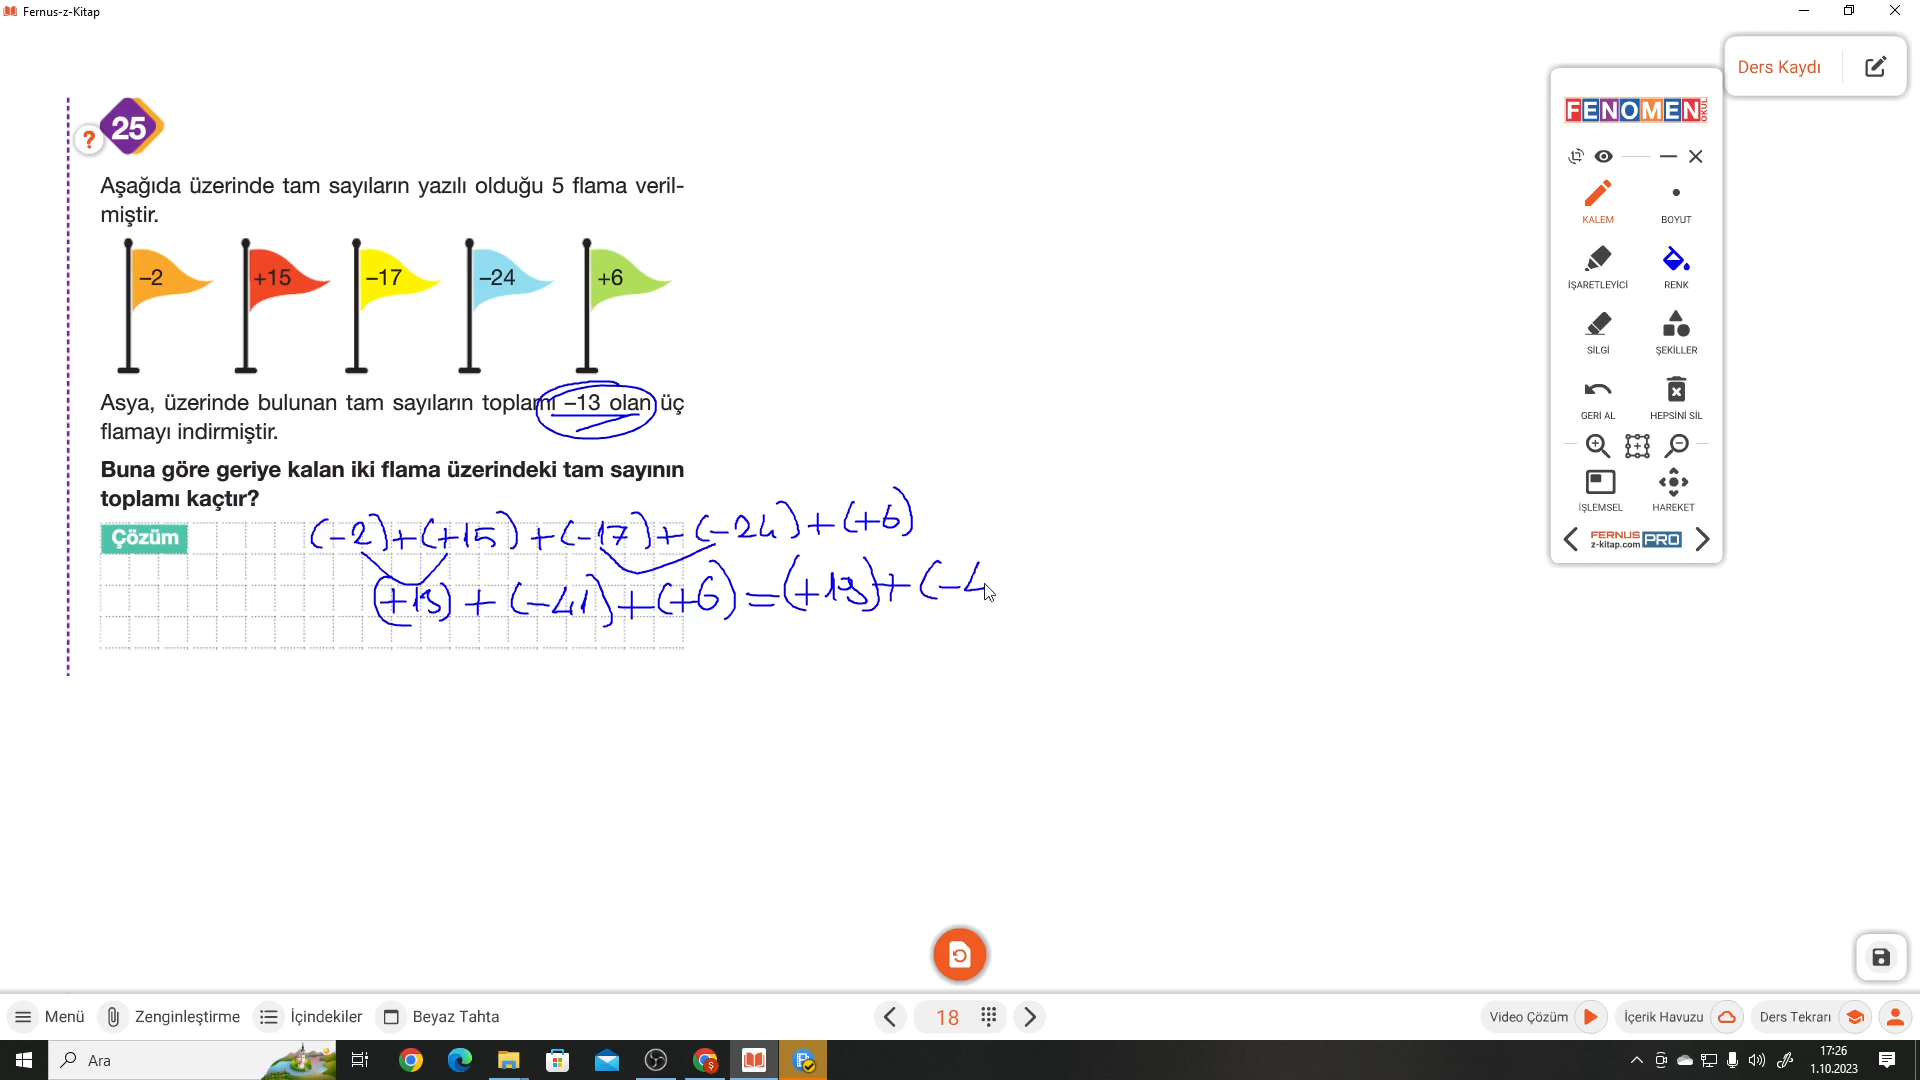 Fernus-z-Kitap
Ders Kaydı
FENOMEN OKUL
25
?
Aşağıda üzerinde tam sayıların yazılı olduğu 5 flama veril-
miştir.
–2 +15 –17 –24 +6
Asya, üzerinde bulunan tam sayıların toplamı –13 olan üç
flamayı indirmiştir.
Buna göre geriye kalan iki flama üzerindeki tam sayının
toplamı kaçtır?
Çözüm
(-2)+(+15)+(-17)+(-24)+(+6)
(+13)+(-41)+(+6)=(+19)+(-4
KALEM BOYUT
İŞARETLEYİCİ RENK
SİLGİ ŞEKİLLER
GERİ AL HEPSİNİ SİL
İŞLEMSEL HAREKET
FERNUS
z-kitap.com PRO
Menü Zenginleştirme İçindekiler Beyaz Tahta 18 Video Çözüm İçerik Havuzu Ders Tekrarı
Ara
17:26
1.10.2023